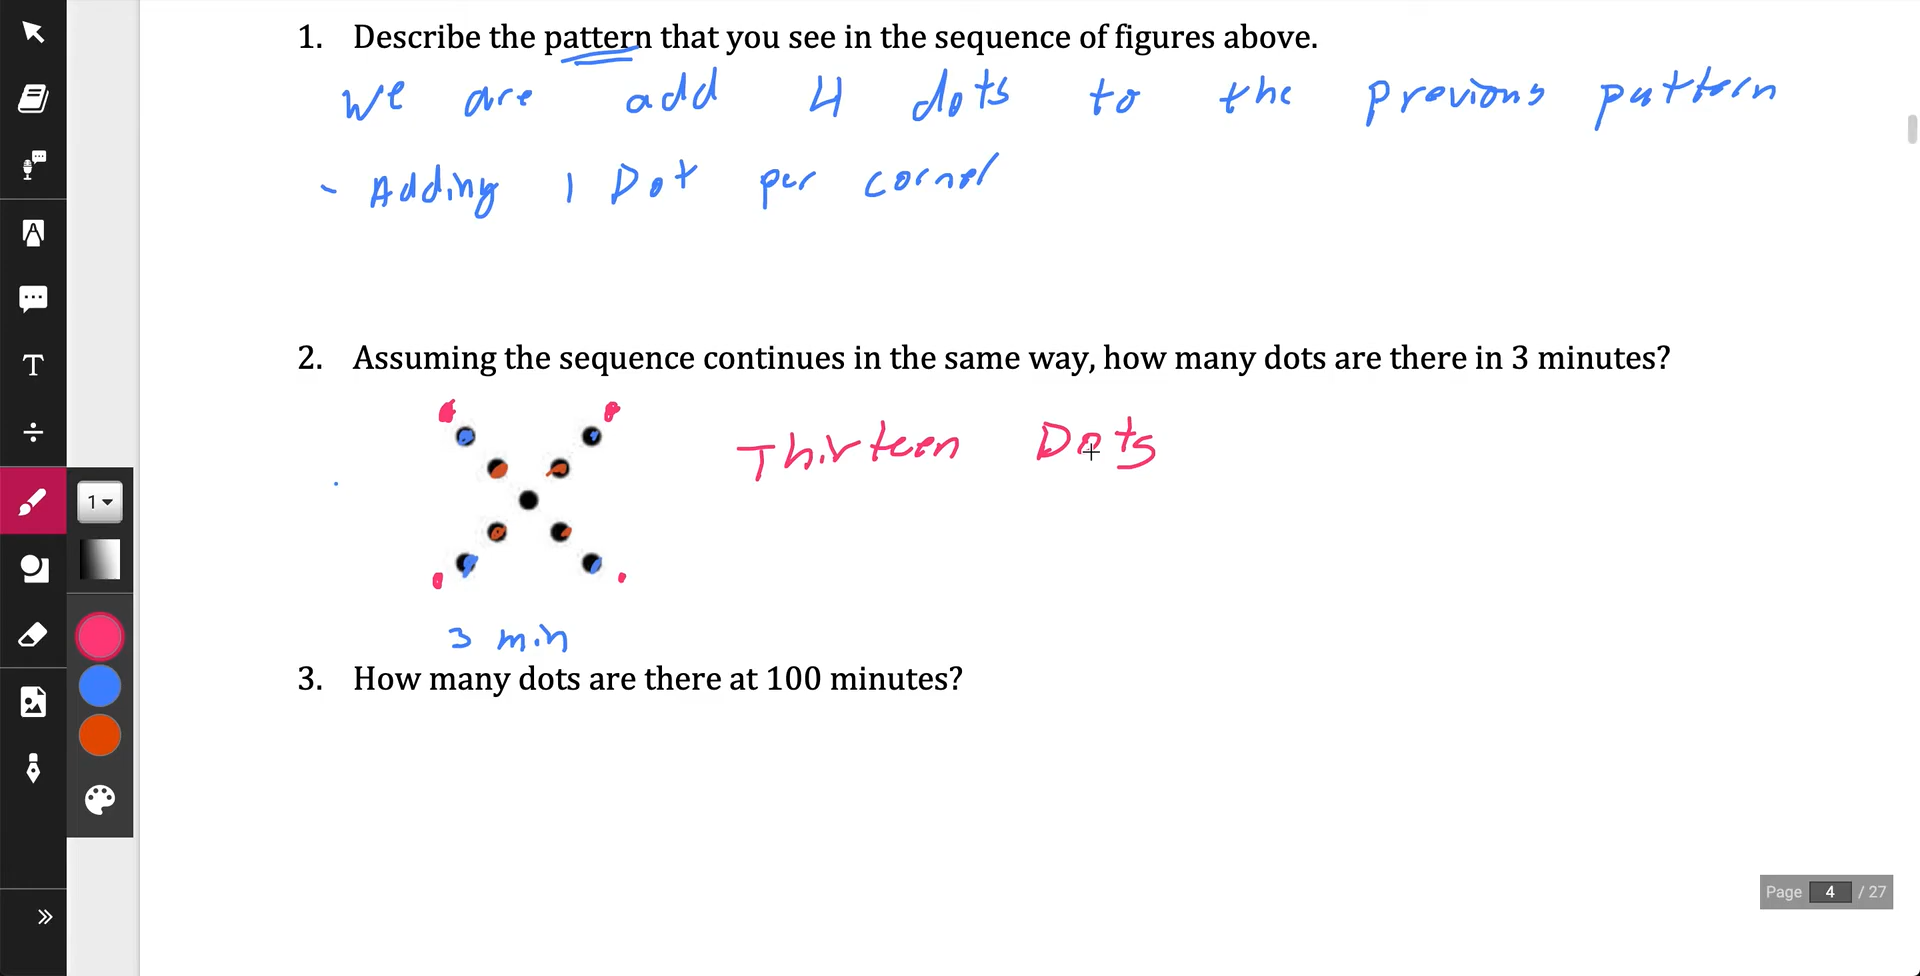 1. Describe the pattern that you see in the sequence of figures above.
We are add 4 dots to the previous pattern
- Adding 1 Dot per corner
2. Assuming the sequence continues in the same way, how many dots are there in 3 minutes?
Thirteen Dots
3 min
3. How many dots are there at 100 minutes?
T
1
Page 4 / 27